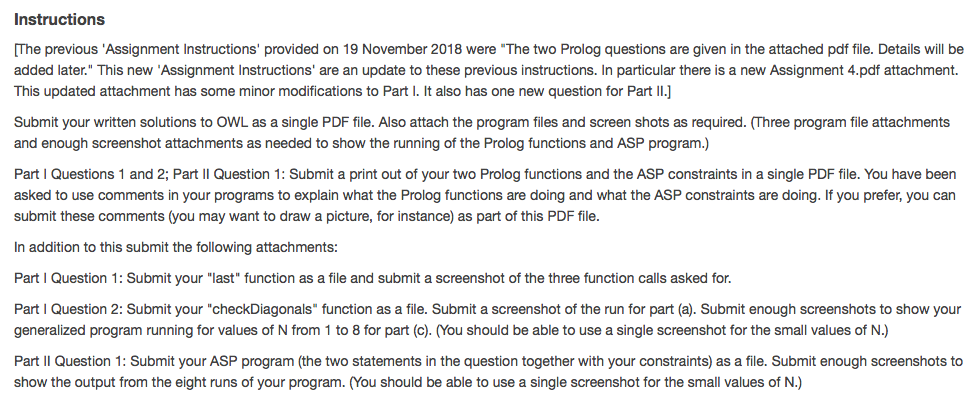 Instructions
[The previous 'Assignment Instructions' provided on 19 November 2018 were "The two Prolog questions are given in the attached pdf file. Details will be
added later." This new 'Assignment Instructions' are an update to these previous instructions. In particular there is a new Assignment 4.pdf attachment.
This updated attachment has some minor modifications to Part I. It also has one new question for Part II.]
Submit your written solutions to OWL as a single PDF file. Also attach the program files and screen shots as required. (Three program file attachments
and enough screenshot attachments as needed to show the running of the Prolog functions and ASP program.)
Part I Questions 1 and 2; Part II Question 1: Submit a print out of your two Prolog functions and the ASP constraints in a single PDF file. You have been
asked to use comments in your programs to explain what the Prolog functions are doing and what the ASP constraints are doing. If you prefer, you can
submit these comments (you may want to draw a picture, for instance) as part of this PDF file.
In addition to this submit the following attachments:
Part I Question 1: Submit your "last" function as a file and submit a screenshot of the three function calls asked for.
Part I Question 2: Submit your "checkDiagonals" function as a file. Submit a screenshot of the run for part (a). Submit enough screenshots to show your
generalized program running for values of N from 1 to 8 for part (c). (You should be able to use a single screenshot for the small values of N.)
Part II Question 1: Submit your ASP program (the two statements in the question together with your constraints) as a file. Submit enough screenshots to
show the output from the eight runs of your program. (You should be able to use a single screenshot for the small values of N.)